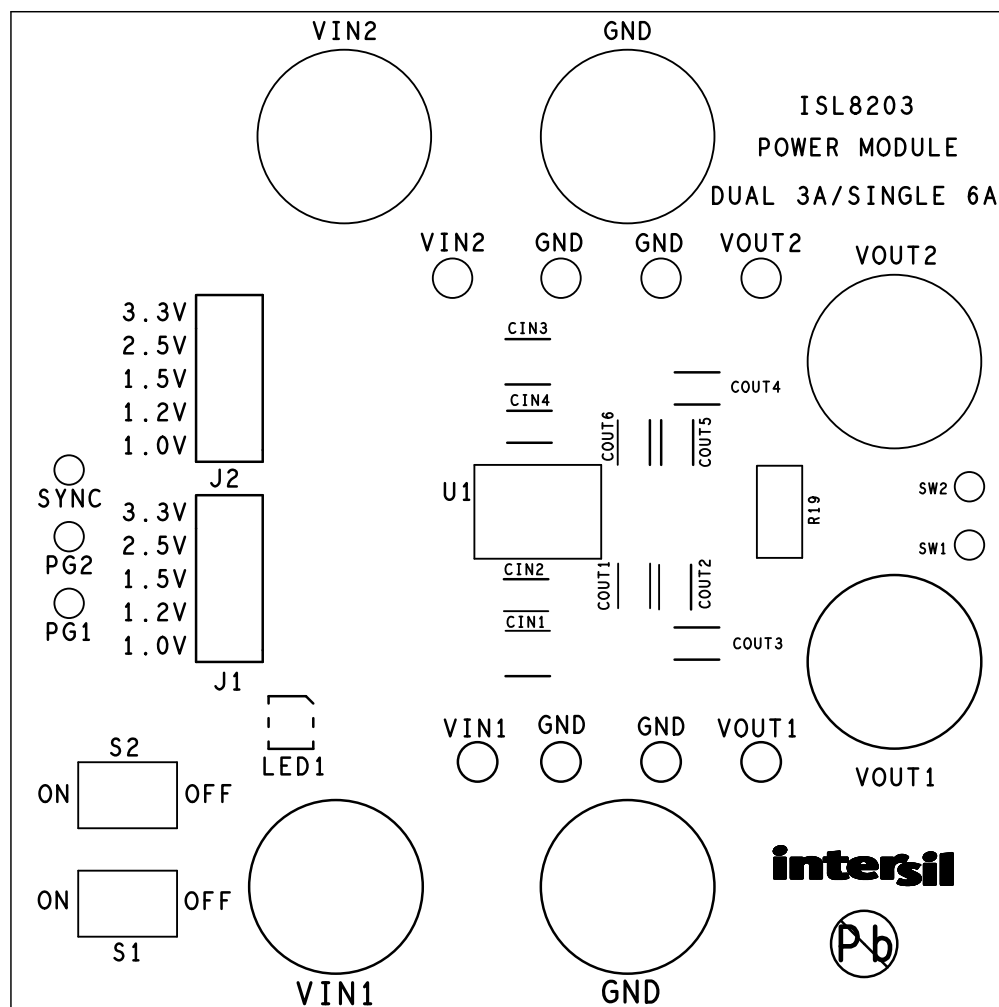 VIN2
GND
ISL8203
POWER MODULE
DUAL 3A/SINGLE 6A
VIN2
GND
GND
VOUT2
VOUT2
3.3V
2.5V
1.5V
1.2V
1.0V
J2
CIN3
CIN4
COUT4
COUT6
COUT5
SYNC
PG2
PG1
3.3V
2.5V
1.5V
1.2V
1.0V
J1
U1
R19
SW2
SW1
CIN2
CIN1
COUT1
COUT2
COUT3
LED1
VIN1
GND
GND
VOUT1
VOUT1
S2
ON
OFF
ON
OFF
S1
VIN1
GND
intersil
Pb